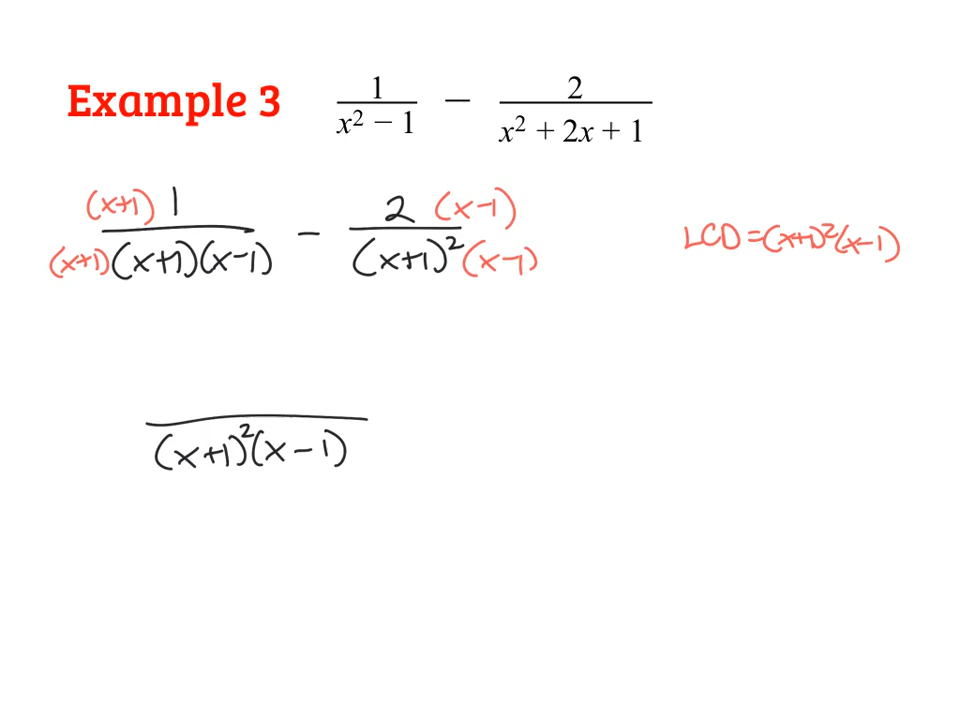 Example 3 1/(x² − 1) − 2/(x² + 2x + 1)
(x+1) 1/(x+1)(x+1)(x−1) − 2 (x−1)/(x+1)²(x−1) LCD=(x+1)²(x−1)
/(x+1)²(x−1)